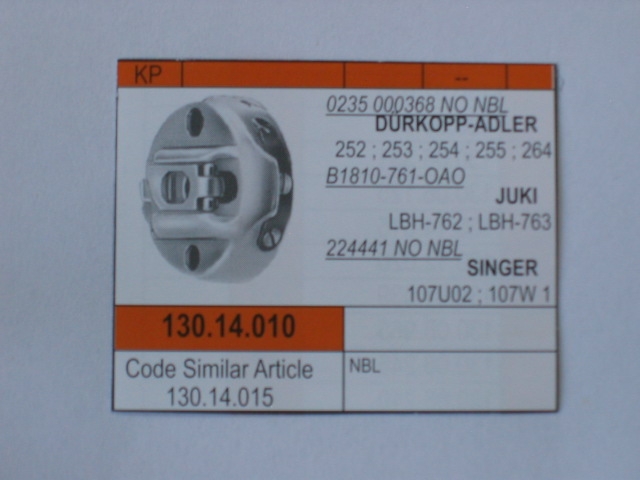 KP
--
0235 000368 NO NBL
DÜRKOPP-ADLER
252 ; 253 ; 254 ; 255 ; 264
B1810-761-OAO
JUKI
LBH-762 ; LBH-763
224441 NO NBL
SINGER
107U02 ; 107W 1
130.14.010
Code Similar Article
130.14.015
NBL